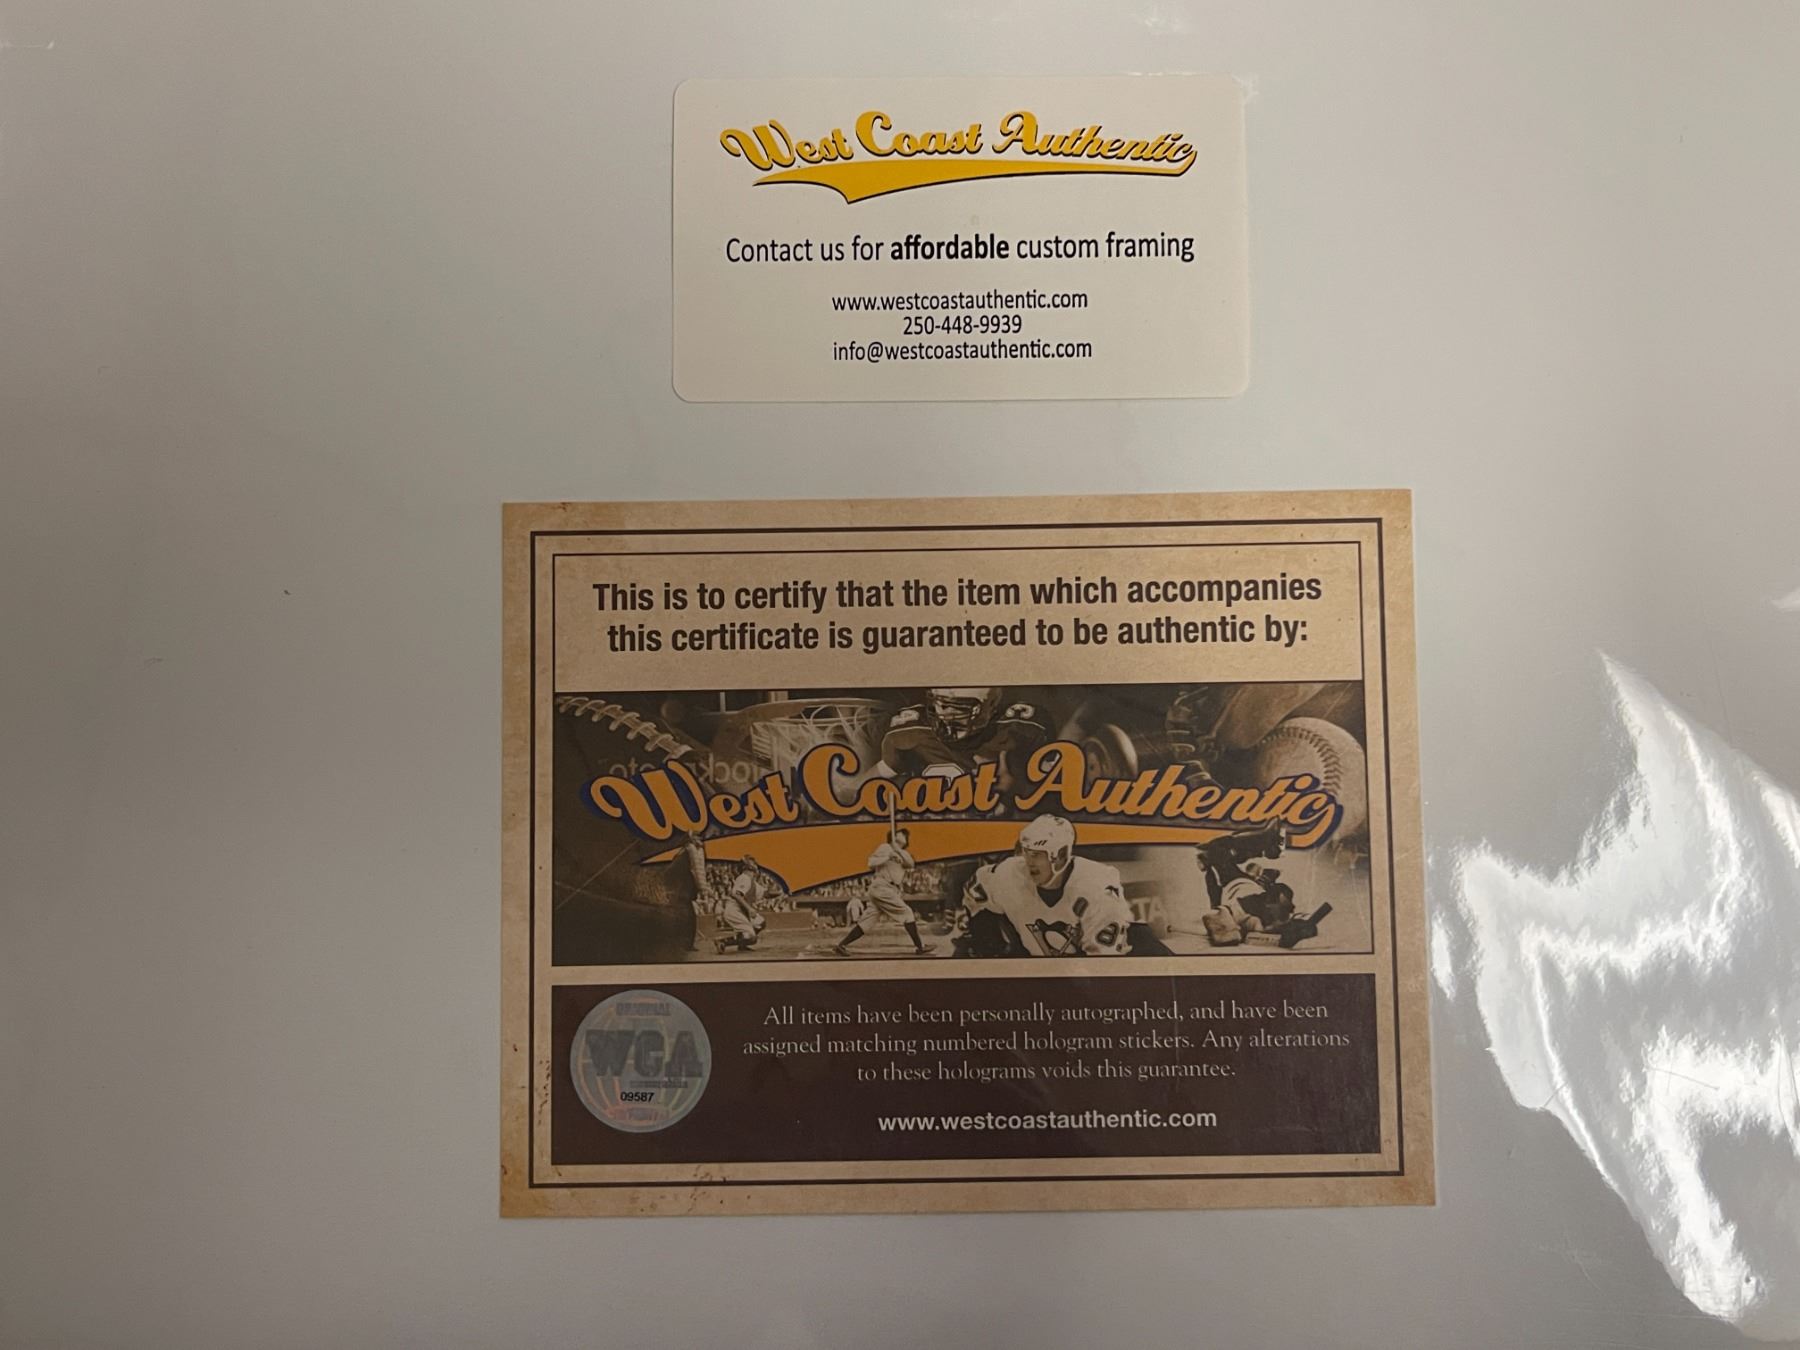 West Coast Authentic
Contact us for affordable custom framing
www.westcoastauthentic.com
250-448-9939
info@westcoastauthentic.com
This is to certify that the item which accompanies
this certificate is guaranteed to be authentic by:
West Coast Authentic
ORIGINAL
WCA
09587
All items have been personally autographed, and have been
assigned matching numbered hologram stickers. Any alterations
to these holograms voids this guarantee.
www.westcoastauthentic.com